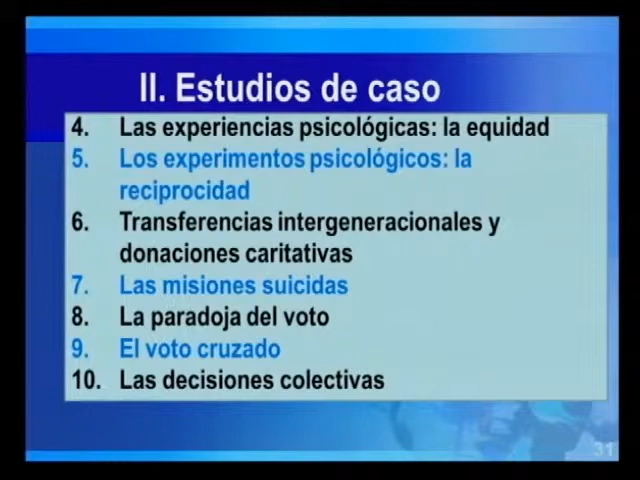 II. Estudios de caso
4. Las experiencias psicológicas: la equidad
5. Los experimentos psicológicos: la
reciprocidad
6. Transferencias intergeneracionales y
donaciones caritativas
7. Las misiones suicidas
8. La paradoja del voto
9. El voto cruzado
10. Las decisiones colectivas
31